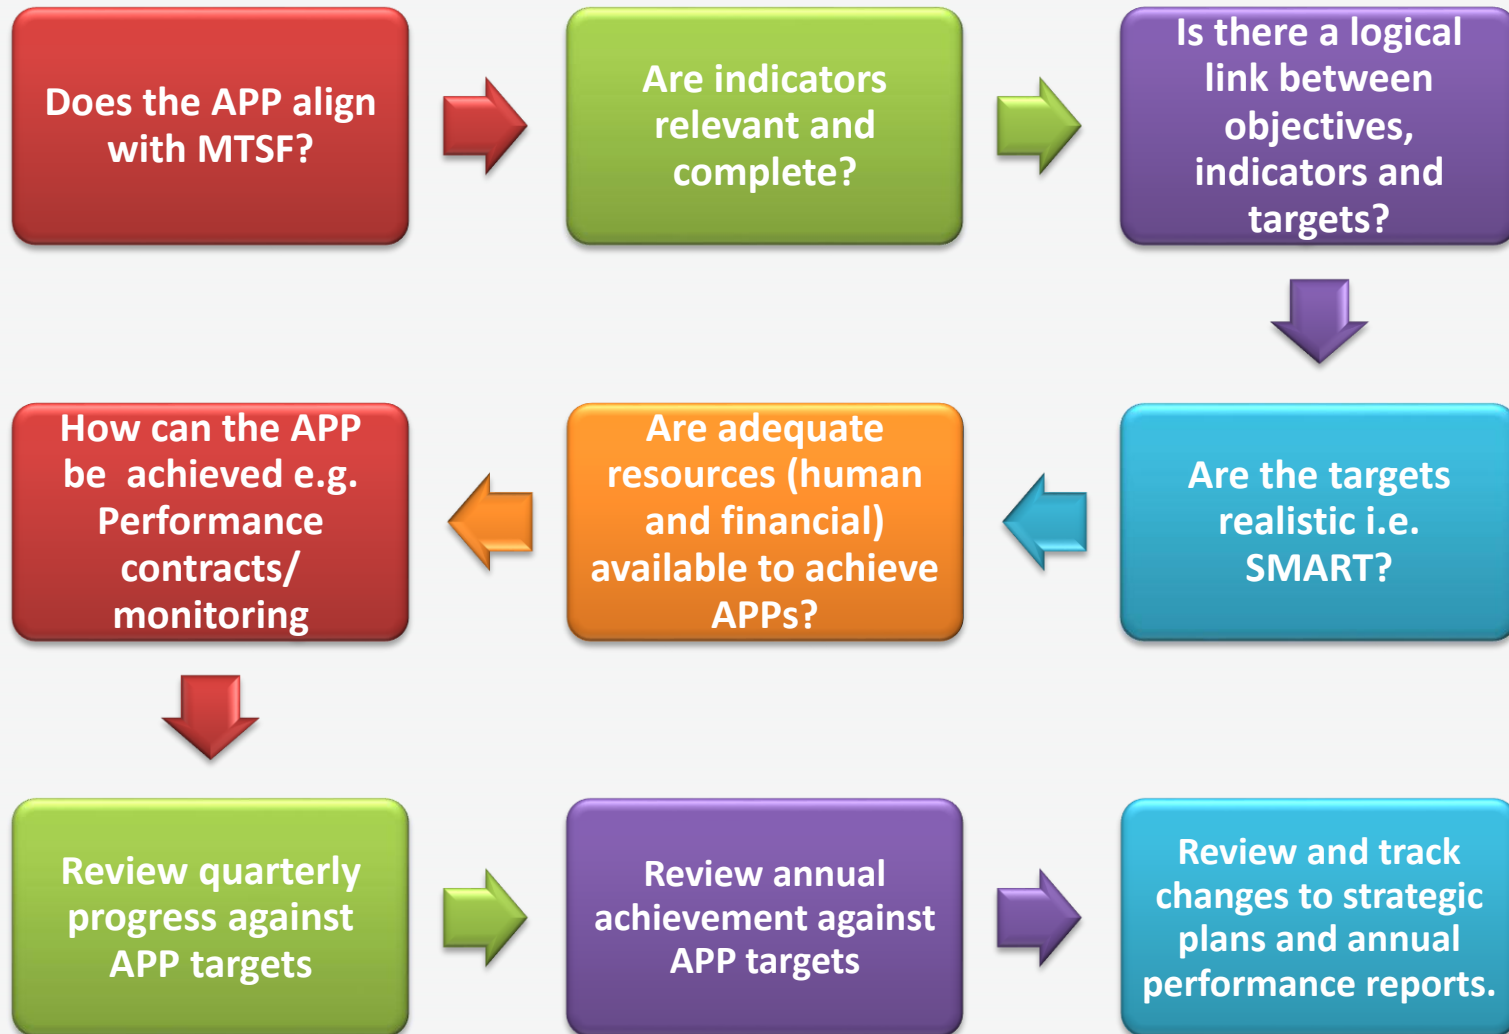 Does the APP align
with MTSF?
Are indicators
relevant and
complete?
Is there a logical
link between
objectives,
indicators and
targets?
Are the targets
realistic i.e.
SMART?
Are adequate
resources (human
and financial)
available to achieve
APPs?
How can the APP
be  achieved e.g.
Performance
contracts/
monitoring
Review quarterly
progress against
APP targets
Review annual
achievement against
APP targets
Review and track
changes to strategic
plans and annual
performance reports.